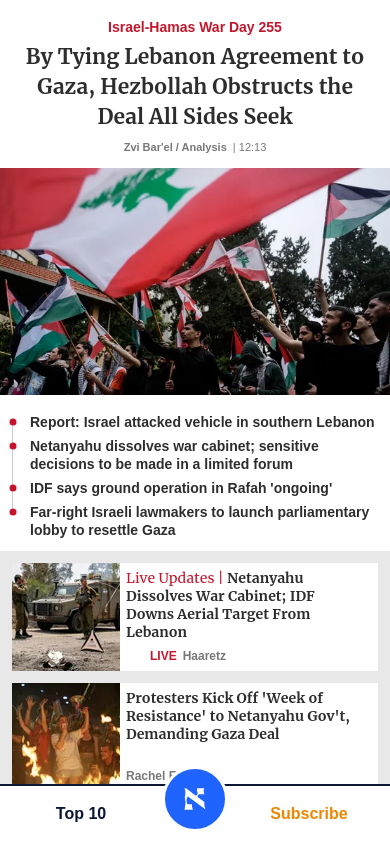 Israel-Hamas War Day 255
By Tying Lebanon Agreement to
Gaza, Hezbollah Obstructs the
Deal All Sides Seek
Zvi Bar'el / Analysis | 12:13
Report: Israel attacked vehicle in southern Lebanon
Netanyahu dissolves war cabinet; sensitive
decisions to be made in a limited forum
IDF says ground operation in Rafah 'ongoing'
Far-right Israeli lawmakers to launch parliamentary
lobby to resettle Gaza
Live Updates | Netanyahu
Dissolves War Cabinet; IDF
Downs Aerial Target From
Lebanon
LIVE Haaretz
Protesters Kick Off 'Week of
Resistance' to Netanyahu Gov't,
Demanding Gaza Deal
Rachel
Top 10
Subscribe